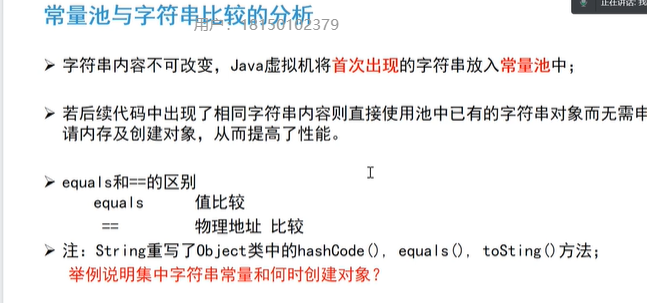 正在讲话: 我
常量池与字符串比较的分析
用户: 18150162379
➢ 字符串内容不可改变，Java虚拟机将首次出现的字符串放入常量池中；
➢ 若后续代码中出现了相同字符串内容则直接使用池中已有的字符串对象而无需申
请内存及创建对象，从而提高了性能。
➢ equals和==的区别
equals 值比较
== 物理地址 比较
➢ 注：String重写了Object类中的hashCode(), equals(), toSting()方法；
举例说明集中字符串常量和何时创建对象？